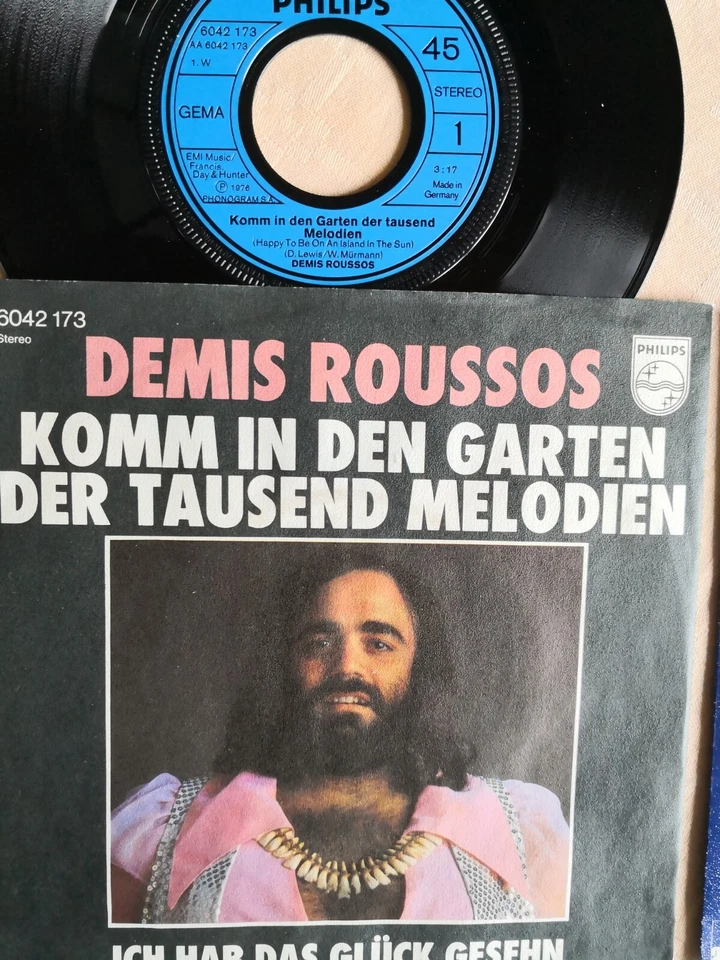 PHILIPS
6042 173
AA 6042 173
1. W
45
STEREO
GEMA
1
EMI Music/
Francis,
Day & Hunter
Ⓟ 1976
PHONOGRAM S.A.
3:17
Made in
Germany
Komm in den Garten der tausend
Melodien
(Happy To Be On An Island In The Sun)
(D. Lewis/W. Mürmann)
DEMIS ROUSSOS
6042 173
Stereo
PHILIPS
DEMIS ROUSSOS
KOMM IN DEN GARTEN
DER TAUSEND MELODIEN
ICH HAB DAS GLÜCK GESEHN